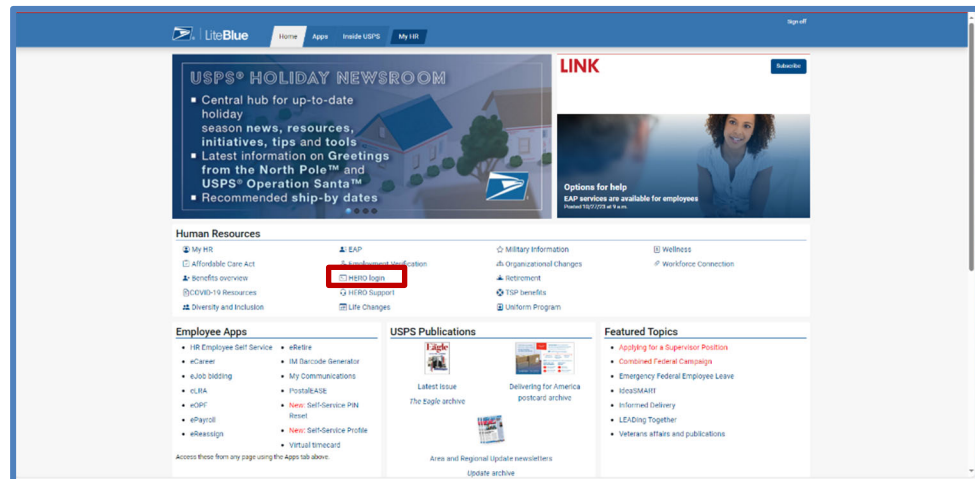 Sign off
LiteBlue
Home Apps Inside USPS My HR
USPS® HOLIDAY NEWSROOM
Central hub for up-to-date
holiday
season news, resources,
initiatives, tips and tools
Latest information on Greetings
from the North Pole™ and
USPS® Operation Santa™
Recommended ship-by dates
LINK
Subscribe
Options for help
EAP services are available for employees
Posted 10/27/23 at 9 a.m.
Human Resources
My HR
Affordable Care Act
Benefits overview
COVID-19 Resources
Diversity and Inclusion
EAP
Employment Verification
HERO login
HERO Support
Life Changes
Military Information
Organizational Changes
Retirement
TSP benefits
Uniform Program
Wellness
Workforce Connection
Employee Apps
HR Employee Self Service
eCareer
eJob bidding
eLRA
eOPF
ePayroll
eReassign
eRetire
IM Barcode Generator
My Communications
PostalEASE
New: Self-Service PIN
Reset
New: Self-Service Profile
Virtual timecard
Access these from any page using the Apps tab above.
USPS Publications
Eagle
Latest issue
The Eagle archive
Delivering for America
postcard archive
Area and Regional Update newsletters
Update archive
Featured Topics
Applying for a Supervisor Position
Combined Federal Campaign
Emergency Federal Employee Leave
IdeaSMART
Informed Delivery
LEADing Together
Veterans affairs and publications